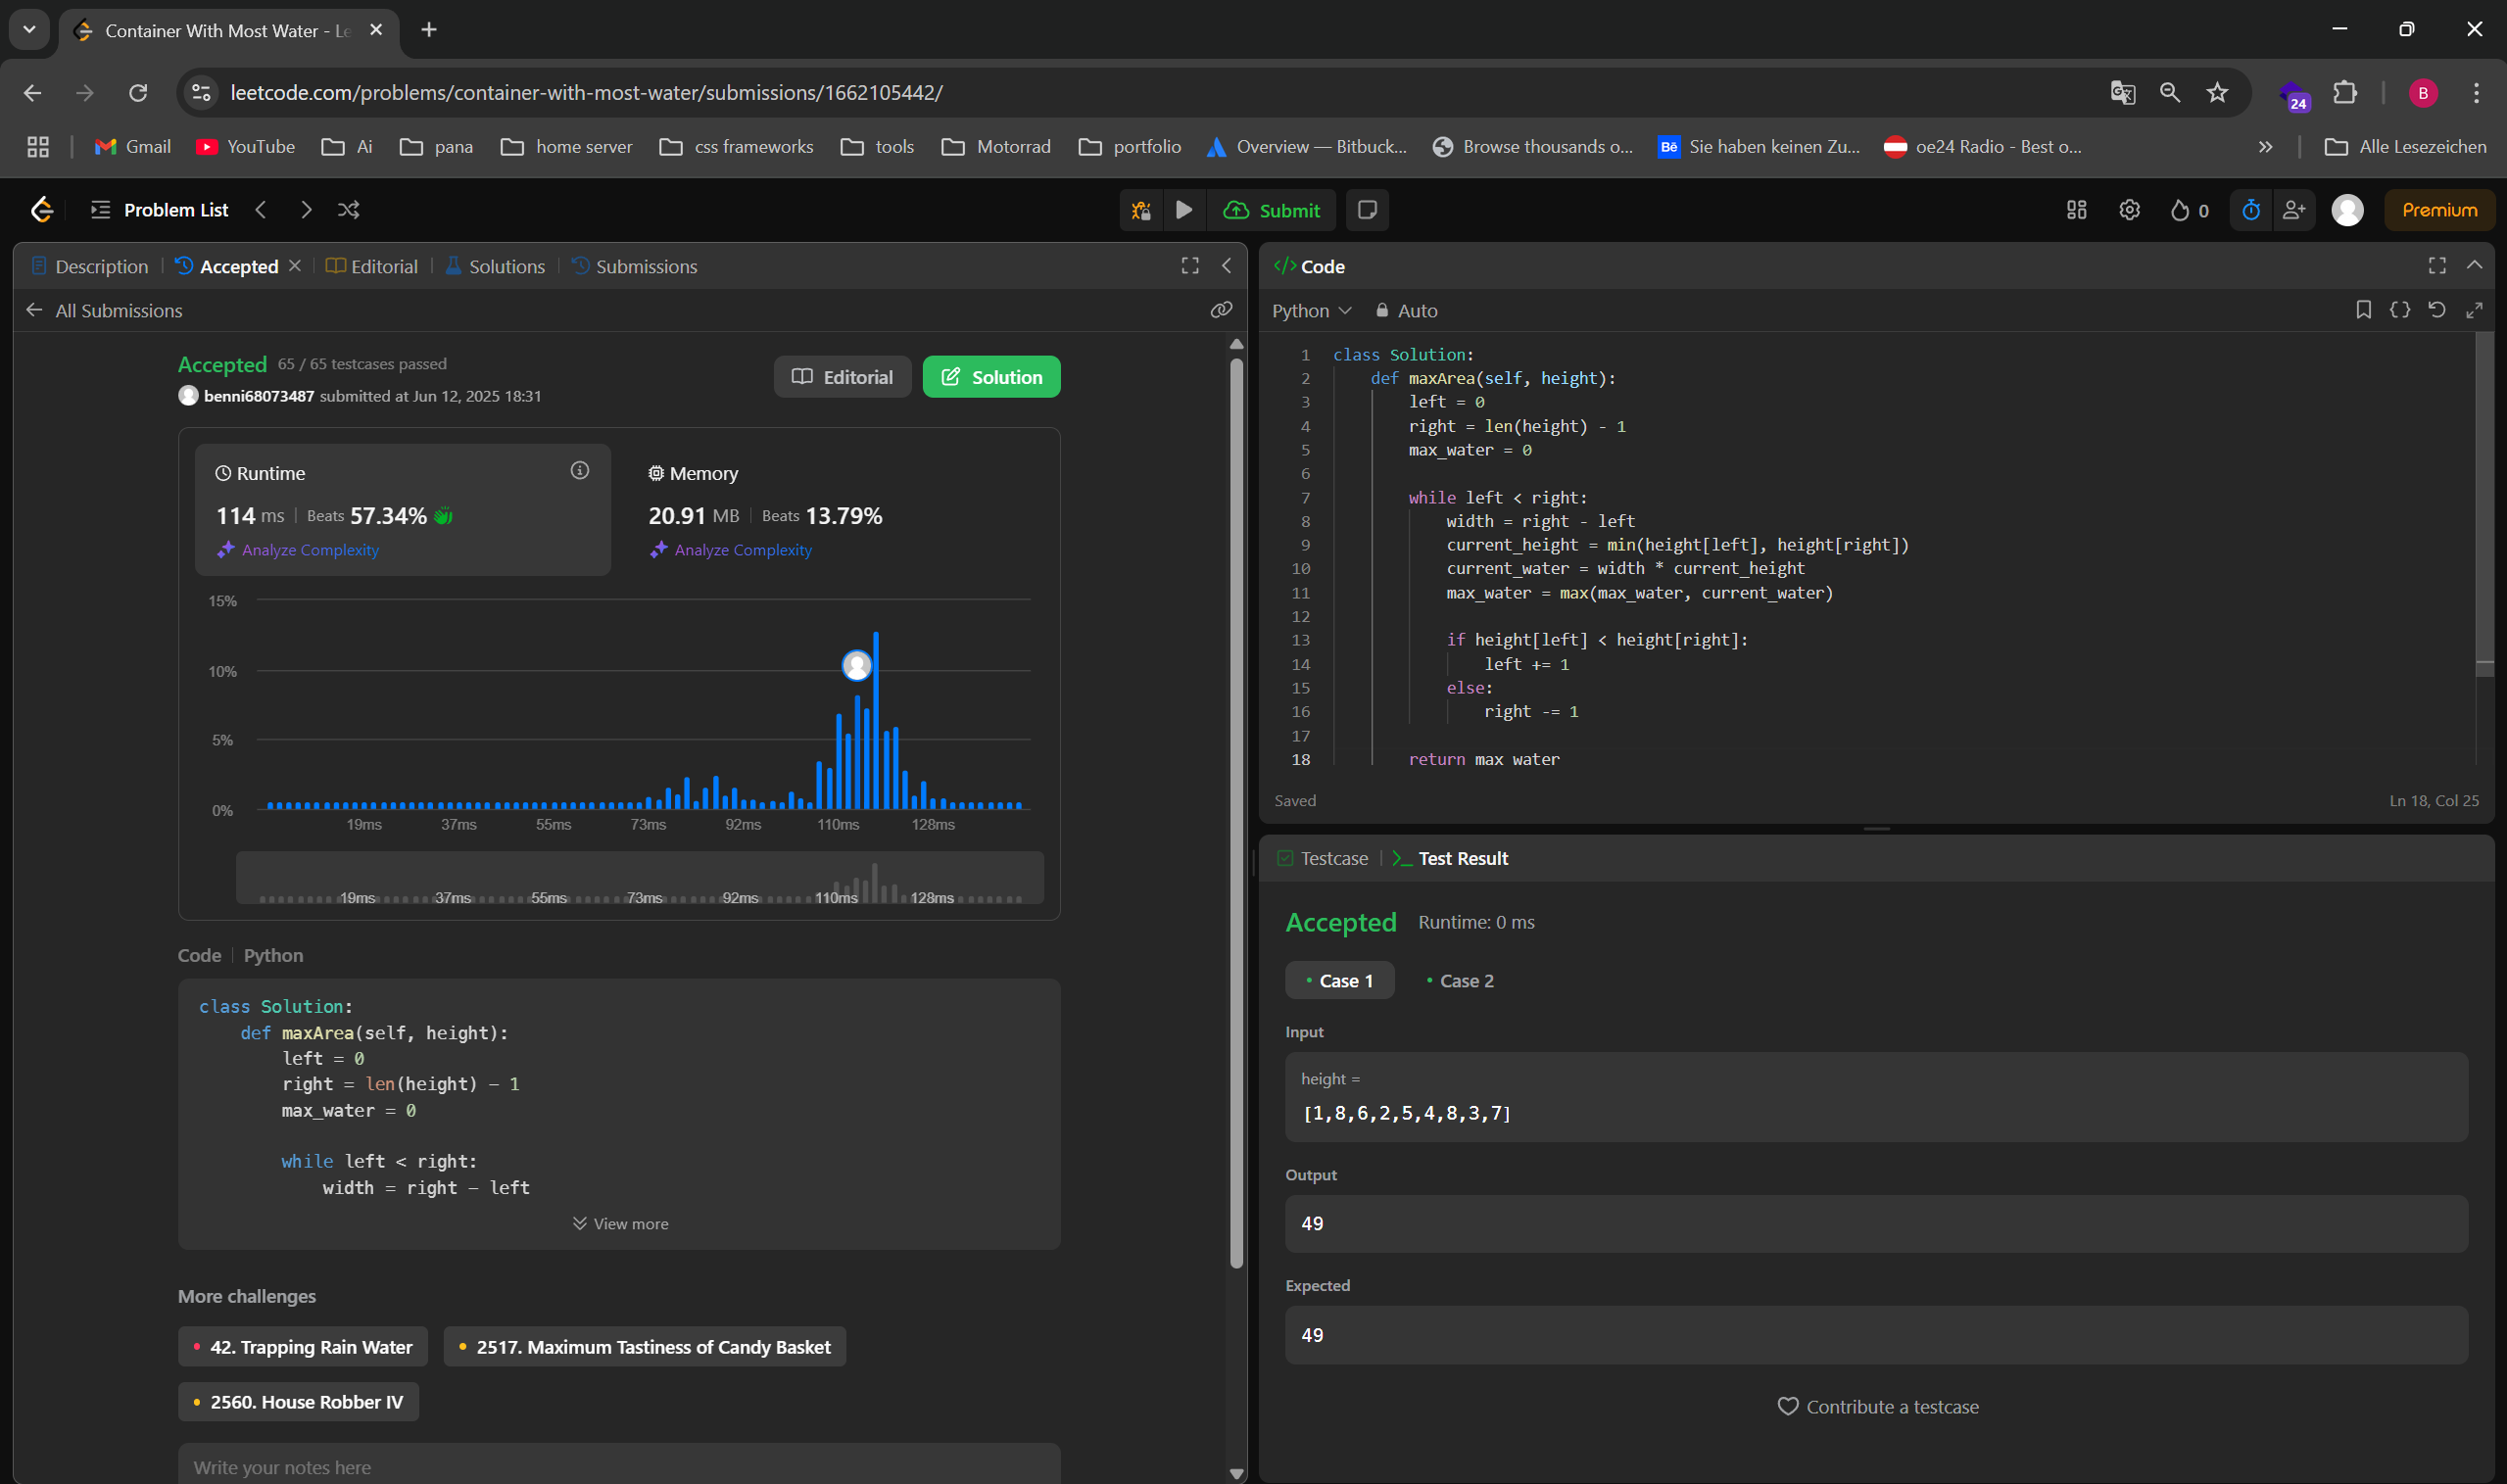 Container With Most Water - Le
leetcode.com/problems/container-with-most-water/submissions/1662105442/
24
B
Gmail YouTube Ai pana home server css frameworks tools Motorrad portfolio Overview — Bitbuck... Browse thousands o... Bē Sie haben keinen Zu... oe24 Radio - Best o... Alle Lesezeichen
Problem List Submit 0 Premium
Description Accepted Editorial Solutions Submissions
All Submissions
Accepted 65 / 65 testcases passed
benni68073487 submitted at Jun 12, 2025 18:31
Editorial Solution
Runtime
114 ms Beats 57.34%
Analyze Complexity
Memory
20.91 MB Beats 13.79%
Analyze Complexity
15%
10%
5%
0%
19ms 37ms 55ms 73ms 92ms 110ms 128ms
19ms 37ms 55ms 73ms 92ms 110ms 128ms
Code Python
class Solution:
    def maxArea(self, height):
        left = 0
        right = len(height) - 1
        max_water = 0
        while left < right:
            width = right - left
View more
More challenges
42. Trapping Rain Water 2517. Maximum Tastiness of Candy Basket
2560. House Robber IV
Write your notes here
Code
Python Auto
1 class Solution:
2     def maxArea(self, height):
3         left = 0
4         right = len(height) - 1
5         max_water = 0
6
7         while left < right:
8             width = right - left
9             current_height = min(height[left], height[right])
10             current_water = width * current_height
11             max_water = max(max_water, current_water)
12
13             if height[left] < height[right]:
14                 left += 1
15             else:
16                 right -= 1
17
18         return max water
Saved Ln 18, Col 25
Testcase Test Result
Accepted Runtime: 0 ms
Case 1 Case 2
Input
height =
[1,8,6,2,5,4,8,3,7]
Output
49
Expected
49
Contribute a testcase